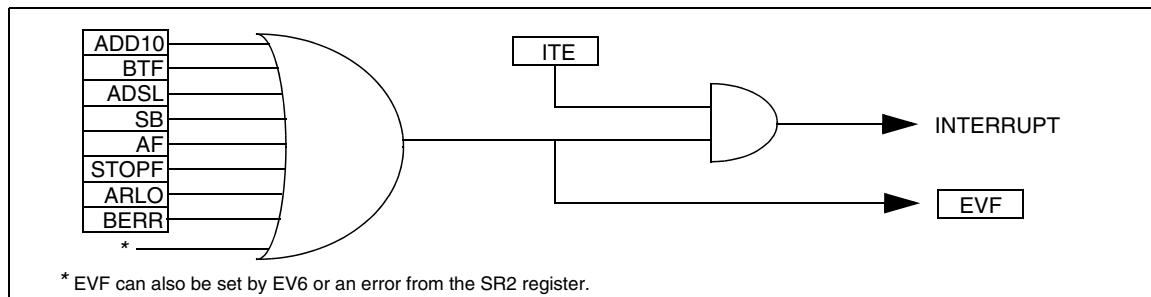 ADD10
BTF
ADSL
SB
AF
STOPF
ARLO
BERR
*
ITE
INTERRUPT
EVF
* EVF can also be set by EV6 or an error from the SR2 register.